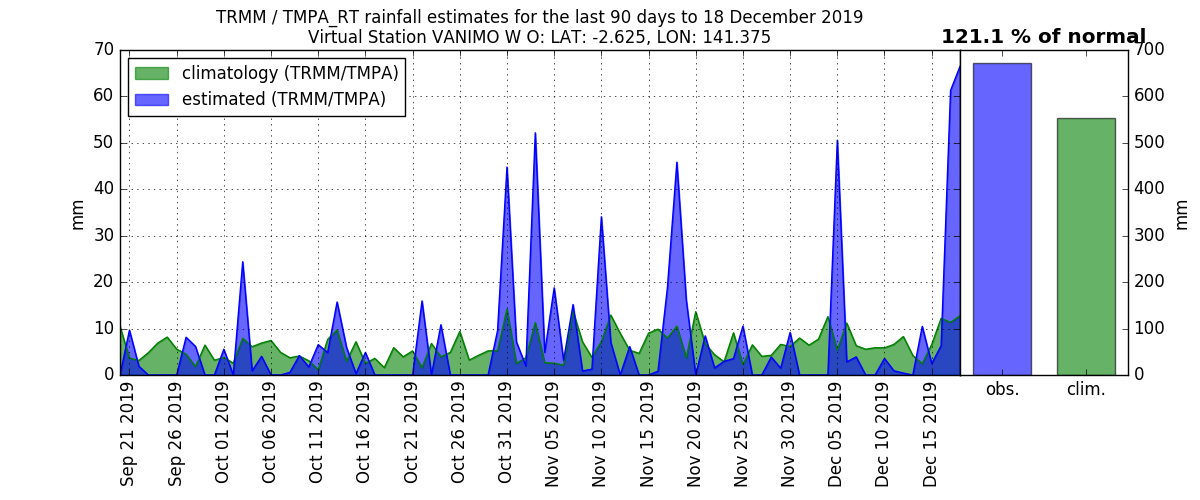 TRMM / TMPA_RT rainfall estimates for the last 90 days to 18 December 2019
Virtual Station VANIMO W O: LAT: -2.625, LON: 141.375
121.1 % of normal
climatology (TRMM/TMPA)
estimated (TRMM/TMPA)
mm
70
60
50
40
30
20
10
0
700
600
500
400
300
200
100
0
mm
Sep 21 2019
Sep 26 2019
Oct 01 2019
Oct 06 2019
Oct 11 2019
Oct 16 2019
Oct 21 2019
Oct 26 2019
Oct 31 2019
Nov 05 2019
Nov 10 2019
Nov 15 2019
Nov 20 2019
Nov 25 2019
Nov 30 2019
Dec 05 2019
Dec 10 2019
Dec 15 2019
obs.
clim.